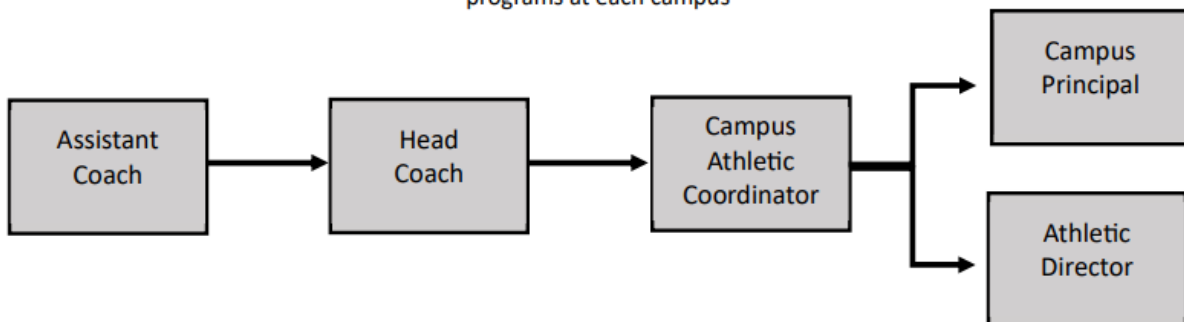 programs at each campus
Assistant
Coach
Head
Coach
Campus
Athletic
Coordinator
Campus
Principal
Athletic
Director